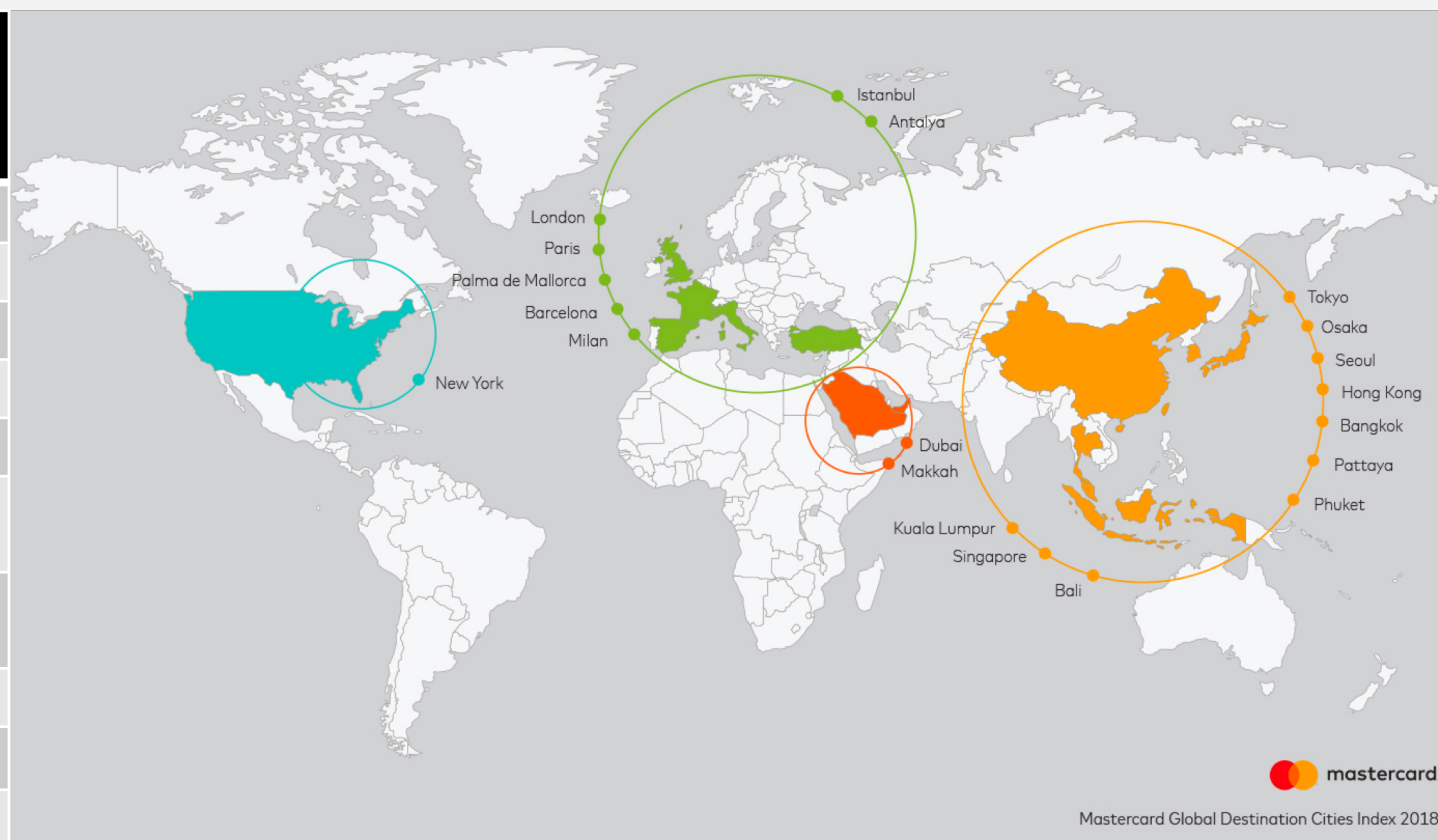 Istanbul
Antalya
London
Paris
Palma de Mallorca
Barcelona
Milan
New York
Dubai
Makkah
Tokyo
Osaka
Seoul
Hong Kong
Bangkok
Pattaya
Phuket
Kuala Lumpur
Singapore
Bali
mastercard
Mastercard Global Destination Cities Index 2018